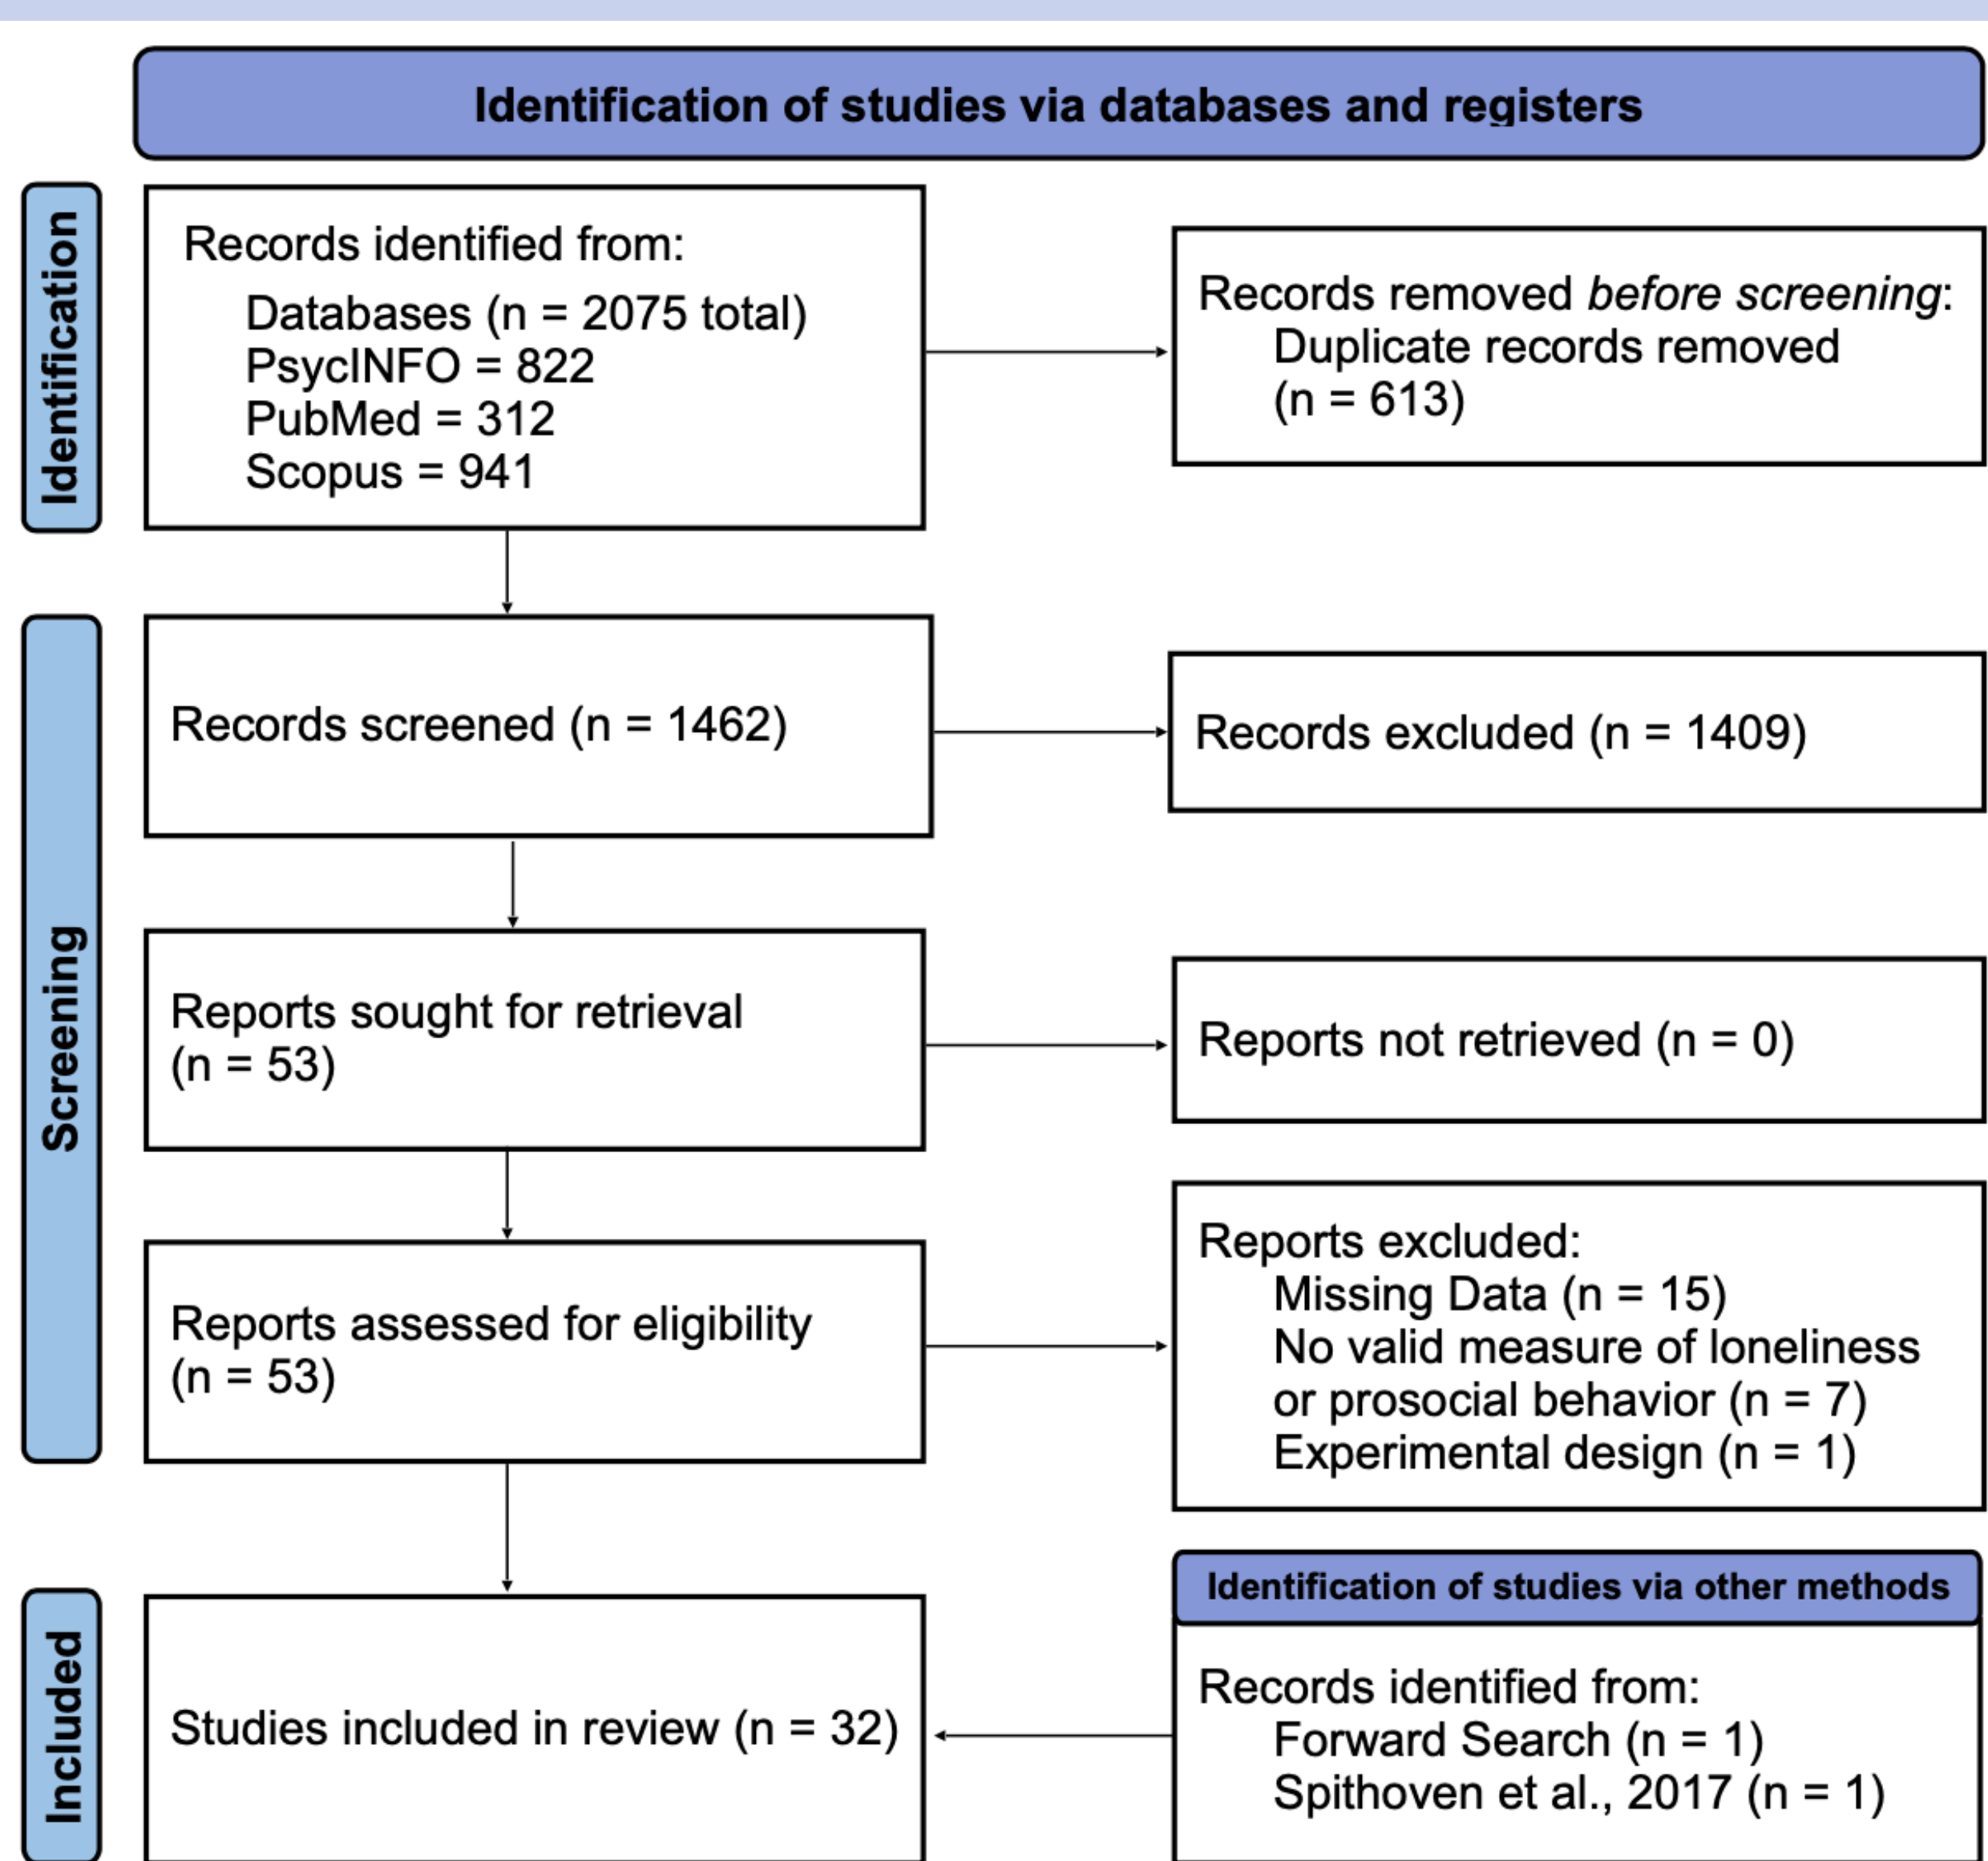 Identification of studies via databases and registers
Identification
Records identified from:
Databases (n = 2075 total)
PsycINFO = 822
PubMed = 312
Scopus = 941
Records removed before screening:
Duplicate records removed
(n = 613)
Screening
Records screened (n = 1462)
Records excluded (n = 1409)
Reports sought for retrieval
(n = 53)
Reports not retrieved (n = 0)
Reports assessed for eligibility
(n = 53)
Reports excluded:
Missing Data (n = 15)
No valid measure of loneliness
or prosocial behavior (n = 7)
Experimental design (n = 1)
Included
Studies included in review (n = 32)
Identification of studies via other methods
Records identified from:
Forward Search (n = 1)
Spithoven et al., 2017 (n = 1)